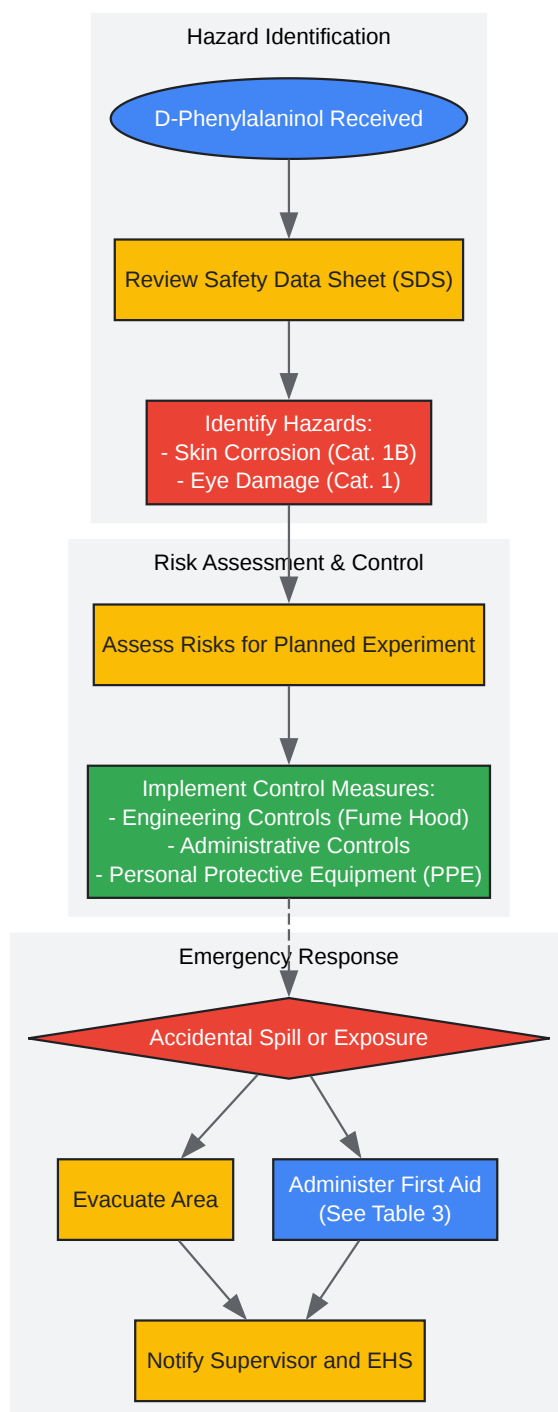 Hazard Identification
D-Phenylalaninol Received
Review Safety Data Sheet (SDS)
Identify Hazards:
- Skin Corrosion (Cat. 1B)
- Eye Damage (Cat. 1)
Risk Assessment & Control
Assess Risks for Planned Experiment
Implement Control Measures:
- Engineering Controls (Fume Hood)
- Administrative Controls
- Personal Protective Equipment (PPE)
Emergency Response
Accidental Spill or Exposure
Evacuate Area
Administer First Aid
(See Table 3)
Notify Supervisor and EHS